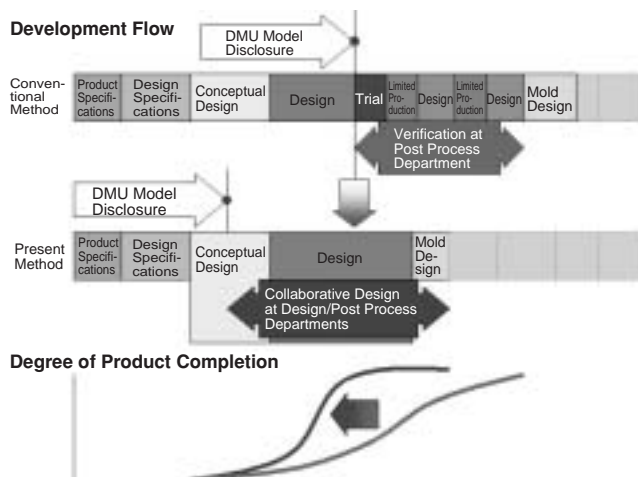 Development Flow
DMU Model
Disclosure
Conven-
tional
Method
Product
Specifi-
cations
Design
Specifi-
cations
Conceptual
Design
Design
Trial
Limited
Pro-
duction
Design
Limited
Pro-
duction
Design
Mold
Design
Verification at
Post Process
Department
DMU Model
Disclosure
Present
Method
Product
Specifi-
cations
Design
Specifi-
cations
Conceptual
Design
Design
Mold
De-
sign
Collaborative Design
at Design/Post Process
Departments
Degree of Product Completion